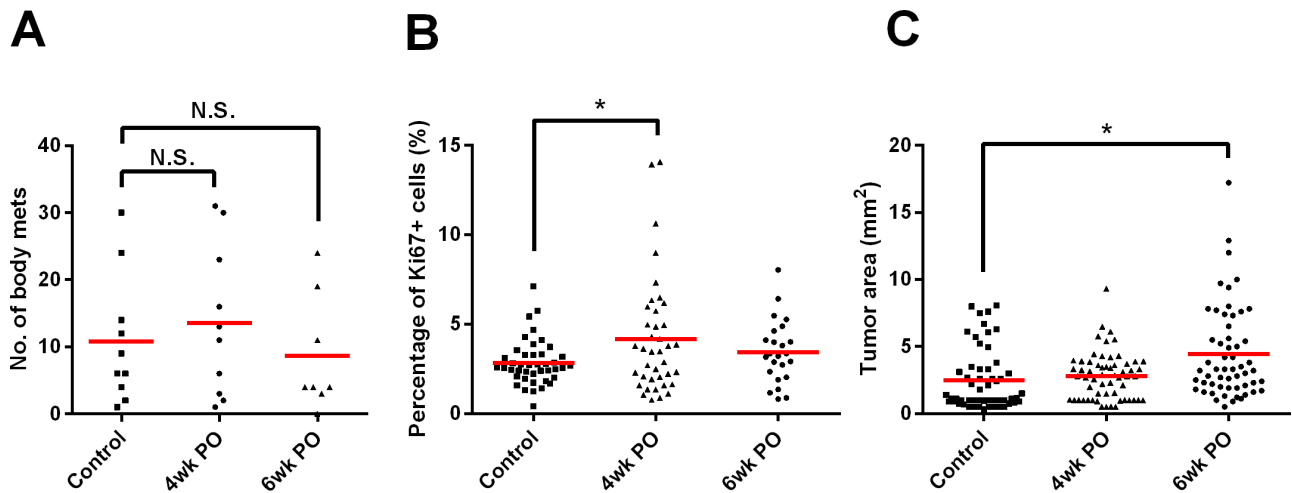 A
B
C
N.S.
N.S.
No. of body mets
40
30
20
10
0
Control
4wk PO
6wk PO
*
Percentage of Ki67+ cells (%)
15
10
5
0
Control
4wk PO
6wk PO
*
Tumor area (mm²)
20
15
10
5
0
Control
4wk PO
6wk PO